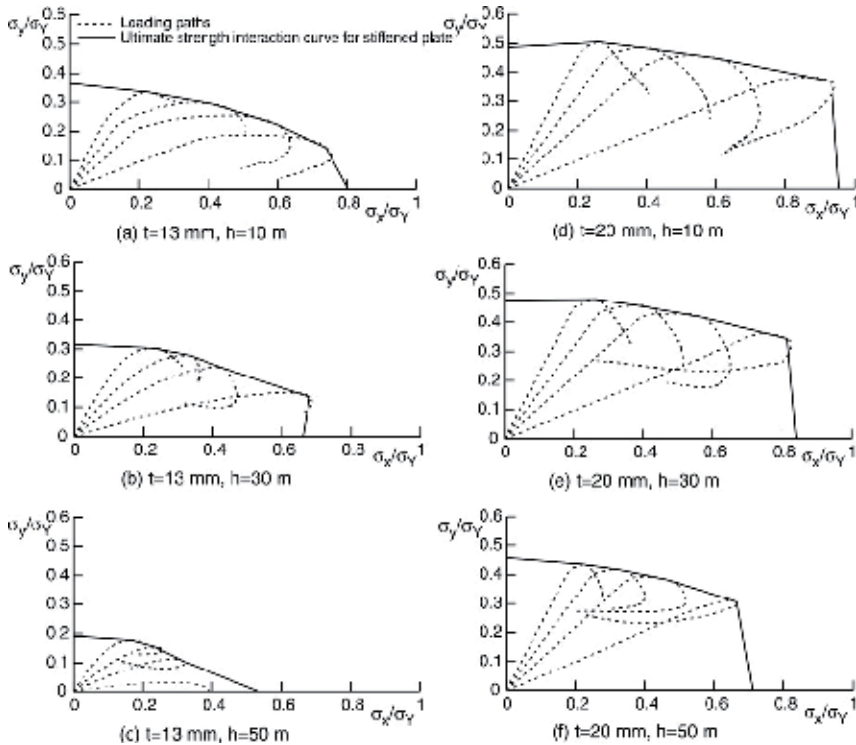 σy/σY
0.6
0.5
0.4
0.3
0.2
0.1
0
0 0.2 0.4 0.6 0.8 1
σx/σY
Loading paths
Ultimate strength interaction curve for stiffened plate
(a) t=13 mm, h=10 m
σy/σY
0.6
0.5
0.4
0.3
0.2
0.1
0
0 0.2 0.4 0.6 0.8 1
σx/σY
(d) t=20 mm, h=10 m
σy/σY
0.6
0.5
0.4
0.3
0.2
0.1
0
0 0.2 0.4 0.6 0.8 1
σx/σY
(b) t=13 mm, h=30 m
σy/σY
0.6
0.5
0.4
0.3
0.2
0.1
0
0 0.2 0.4 0.6 0.8 1
σx/σY
(e) t=20 mm, h=30 m
σy/σY
0.6
0.5
0.4
0.3
0.2
0.1
0
0 0.2 0.4 0.6 0.8 1
σx/σY
(c) t=13 mm, h=50 m
σy/σY
0.6
0.5
0.4
0.3
0.2
0.1
0
0 0.2 0.4 0.6 0.8 1
σx/σY
(f) t=20 mm, h=50 m